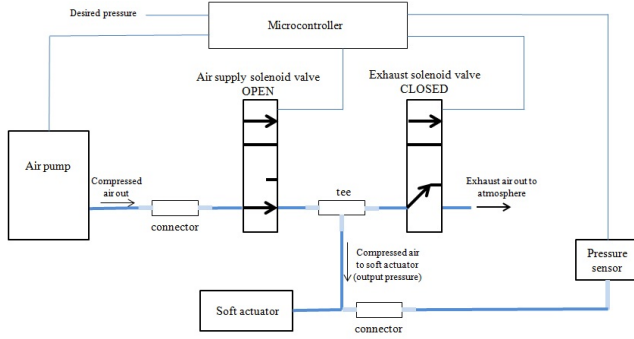 Desired pressure
Microcontroller
Air supply solenoid valve
OPEN
Exhaust solenoid valve
CLOSED
Air pump
Compressed
air out
connector
tee
Exhaust air out to
atmosphere
Compressed air
to soft actuator
(output pressure)
Pressure
sensor
Soft actuator
connector